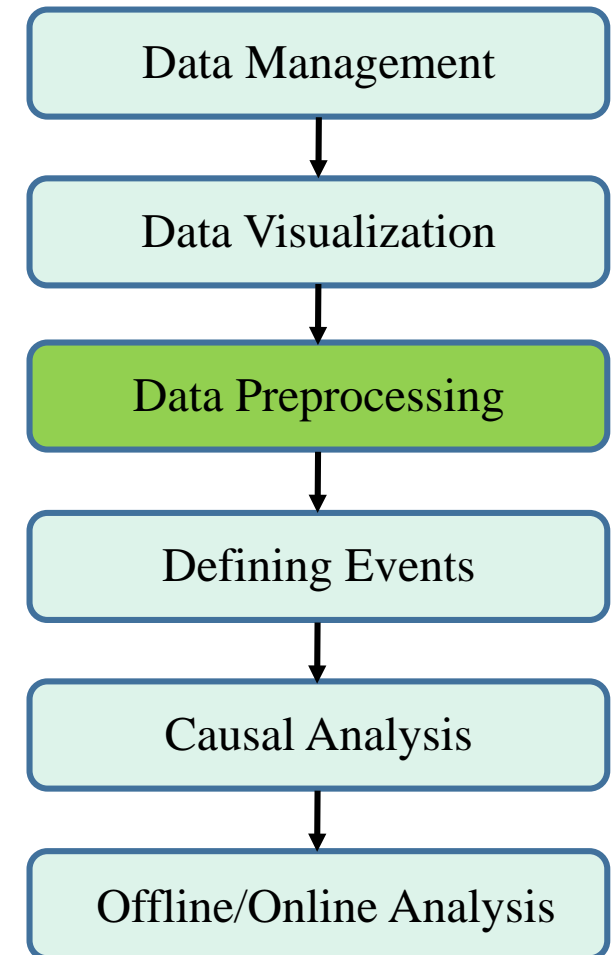 Data Management
Data Visualization
Data Preprocessing
Defining Events
Causal Analysis
Offline/Online Analysis